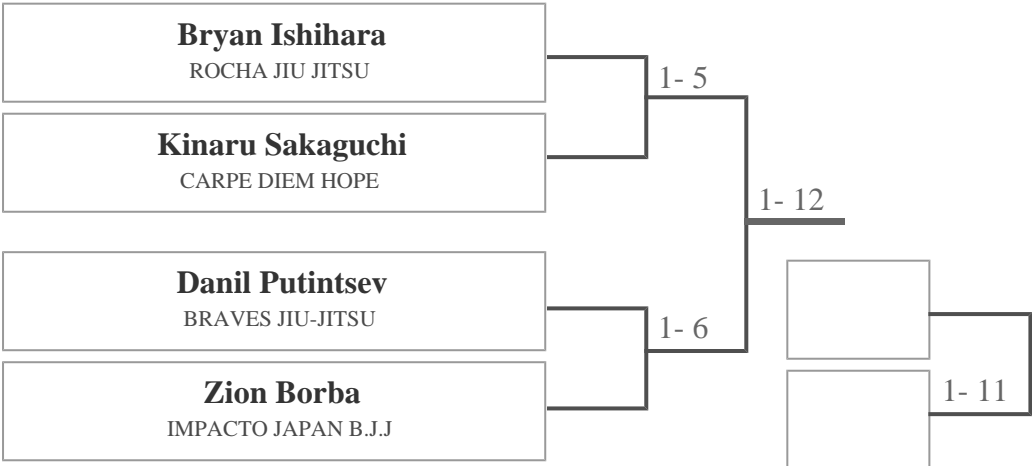 Bryan Ishihara
ROCHA JIU JITSU
1- 5
Kinaru Sakaguchi
CARPE DIEM HOPE
1- 12
Danil Putintsev
BRAVES JIU-JITSU
1- 6
Zion Borba
IMPACTO JAPAN B.J.J
1- 11